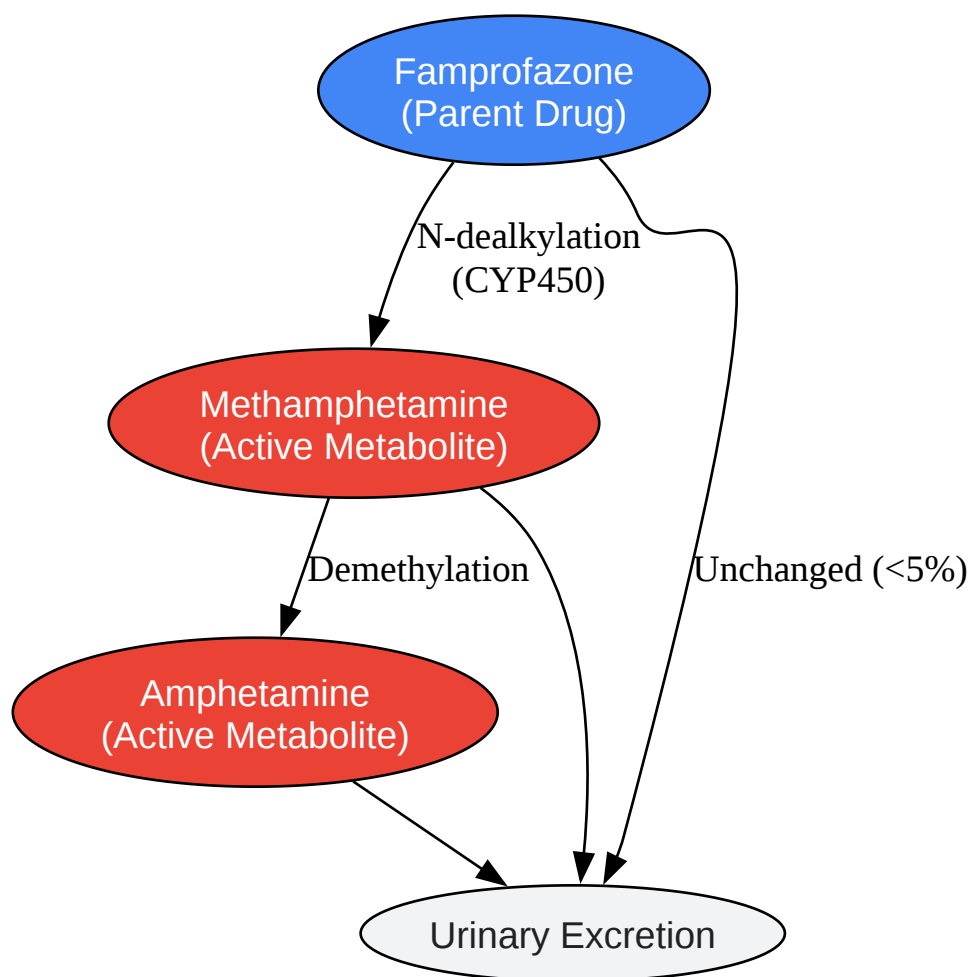 Famprofazone
(Parent Drug)
N-dealkylation
(CYP450)
Methamphetamine
(Active Metabolite)
Demethylation
Unchanged (<5%)
Amphetamine
(Active Metabolite)
Urinary Excretion